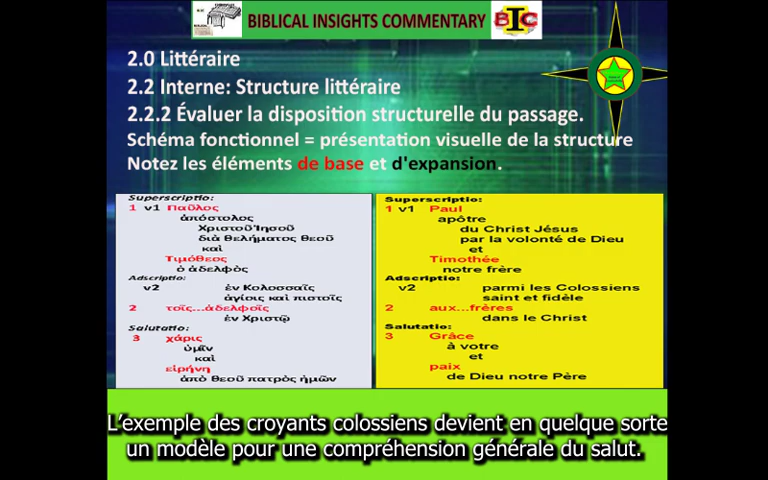 BIBLICAL INSIGHTS COMMENTARY
BIC
2.0 Littéraire
2.2 Interne: Structure littéraire
2.2.2 Évaluer la disposition structurelle du passage.
Schéma fonctionnel = présentation visuelle de la structure
Notez les éléments de base et d'expansion.
Superscriptio:
1 v1 Παῦλος
ἀπόστολος
Χριστοῦ Ἰησοῦ
διὰ θελήματος θεοῦ
καὶ
Τιμόθεος
ὁ ἀδελφὸς
Adscriptio:
v2 ἐν Κολοσσαῖς
ἁγίοις καὶ πιστοῖς
2 τοῖς...ἀδελφοῖς
ἐν Χριστῷ
Salutatio:
3 χάρις
ὑμῖν
καὶ
εἰρήνη
ἀπὸ θεοῦ πατρὸς ἡμῶν
Superscriptio:
1 v1 Paul
apôtre
du Christ Jésus
par la volonté de Dieu
et
Timothée
notre frère
Adscriptio:
v2 parmi les Colossiens
saint et fidèle
2 aux...frères
dans le Christ
Salutatio:
3 Grâce
à votre
et
paix
de Dieu notre Père
L'exemple des croyants colossiens devient en quelque sorte
un modèle pour une compréhension générale du salut.